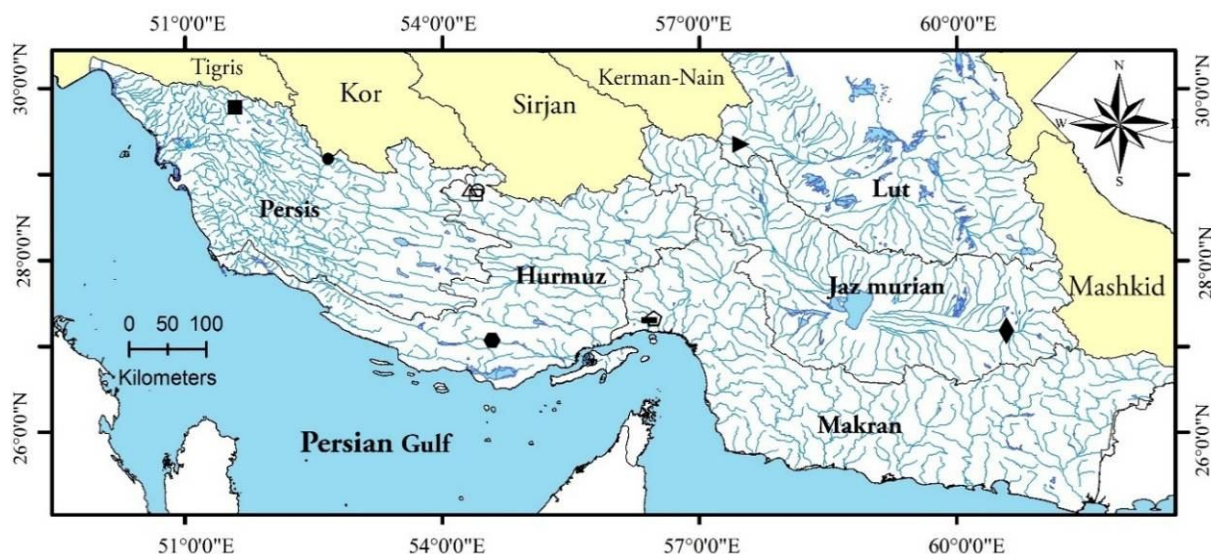 51°0'0"E 54°0'0"E 57°0'0"E 60°0'0"E
Tigris
Kor
Sirjan
Kerman-Nain
N
W
S
30°0'0"N
30°0'0"N
Lut
Persis
28°0'0"N
28°0'0"N
Hurmuz
Jaz murian
Mashkid
0 50 100
Kilometers
Makran
Persian Gulf
26°0'0"N
26°0'0"N
51°0'0"E 54°0'0"E 57°0'0"E 60°0'0"E